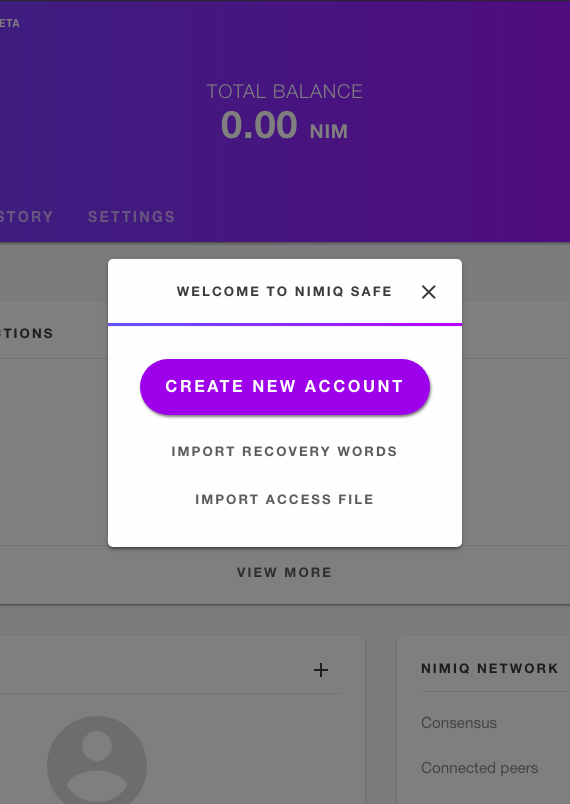 ETA
TOTAL BALANCE
0.00 NIM
STORY SETTINGS
WELCOME TO NIMIQ SAFE
CTIONS
CREATE NEW ACCOUNT
IMPORT RECOVERY WORDS
IMPORT ACCESS FILE
VIEW MORE
NIMIQ NETWORK
Consensus
Connected peers